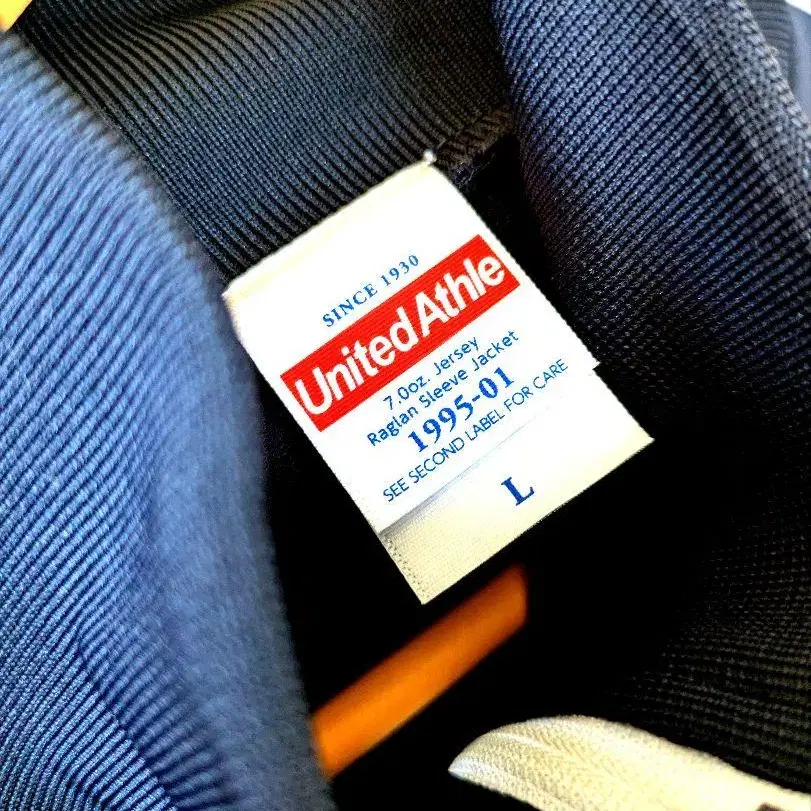 SINCE 1930
United Athle
7.0oz. Jersey
Raglan Sleeve Jacket
1995-01
SEE SECOND LABEL FOR CARE
L